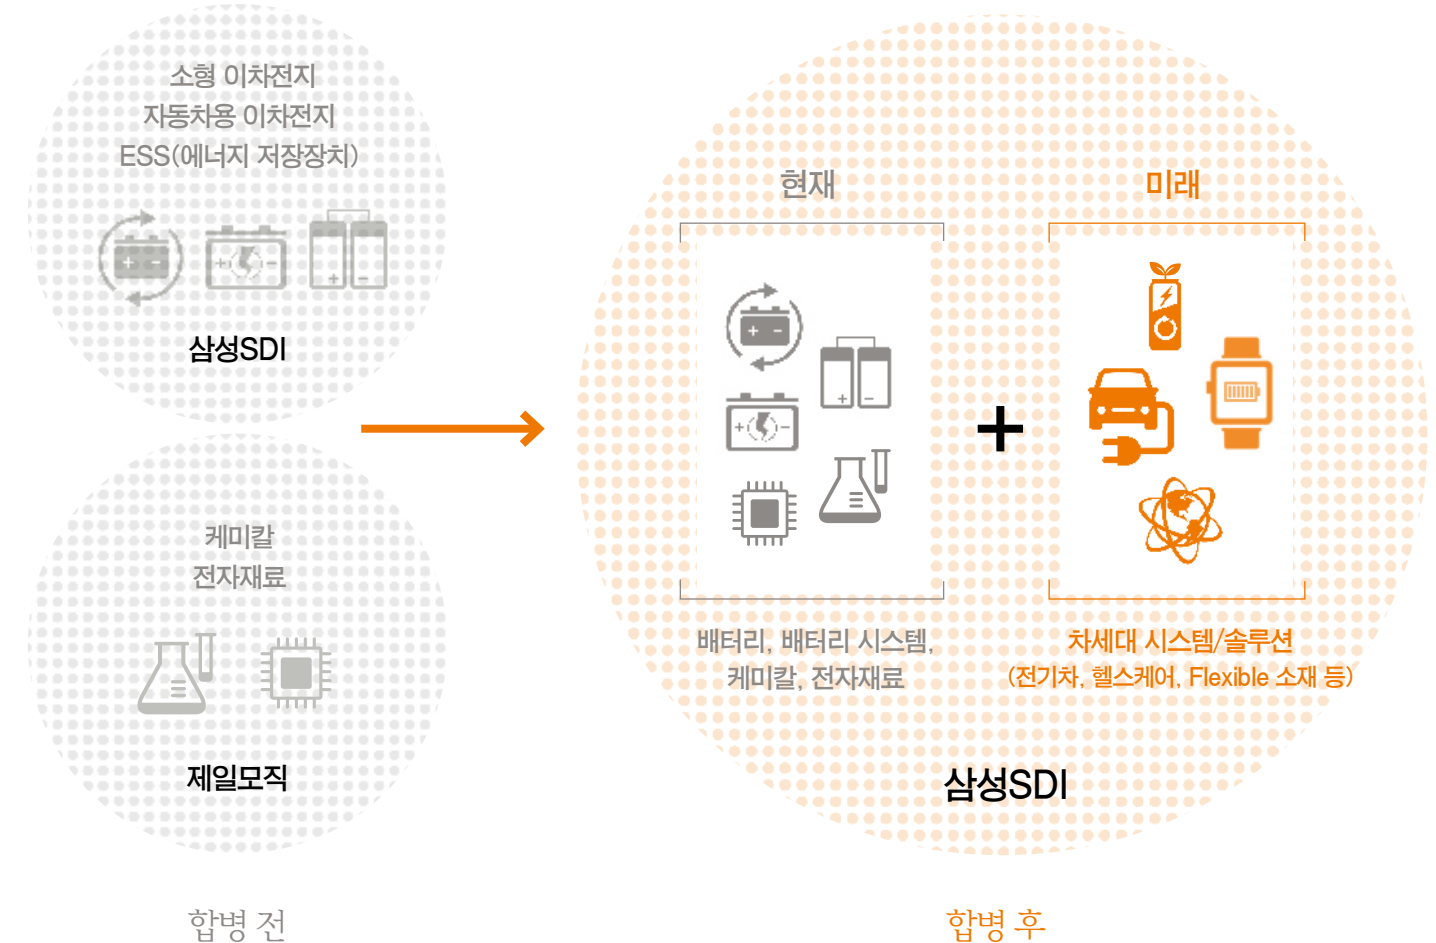 소형 이차전지
자동차용 이차전지
ESS(에너지 저장장치)
삼성SDI
케미칼
전자재료
제일모직
합병 전
현재
배터리, 배터리 시스템,
케미칼, 전자재료
+
미래
차세대 시스템/솔루션
(전기차, 헬스케어, Flexible 소재 등)
삼성SDI
합병 후